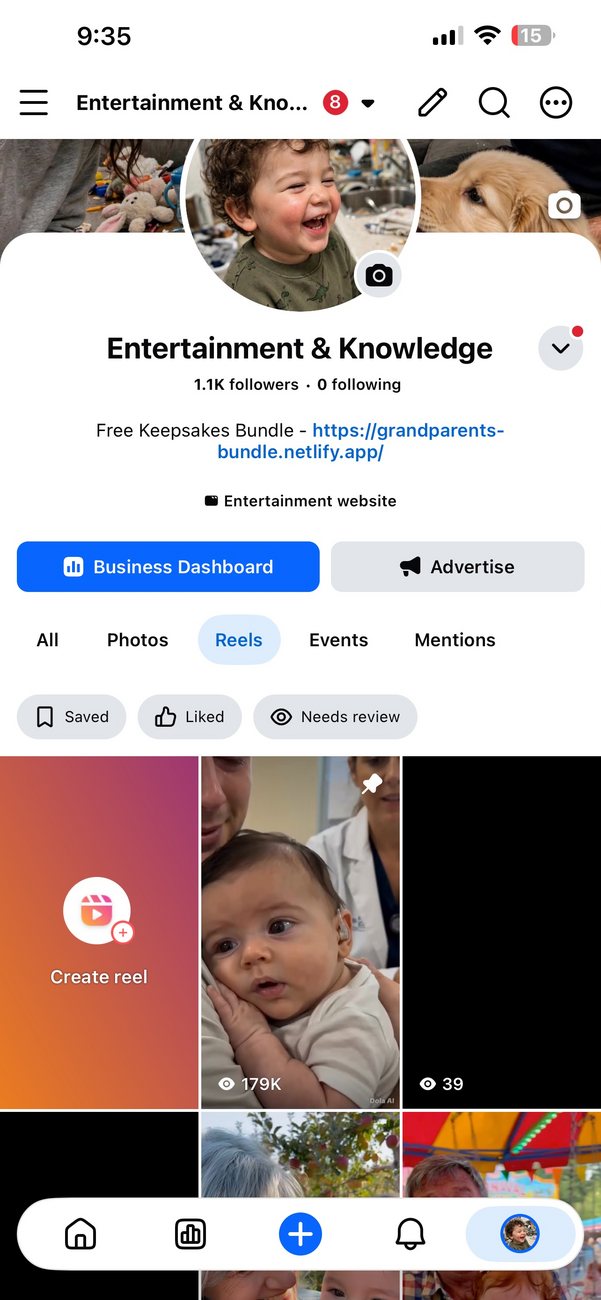 9:35
15
Entertainment & Kno... 8
Entertainment & Knowledge
1.1K followers · 0 following
Free Keepsakes Bundle - https://grandparents-
bundle.netlify.app/
Entertainment website
Business Dashboard
Advertise
All
Photos
Reels
Events
Mentions
Saved
Liked
Needs review
Create reel
179K
39